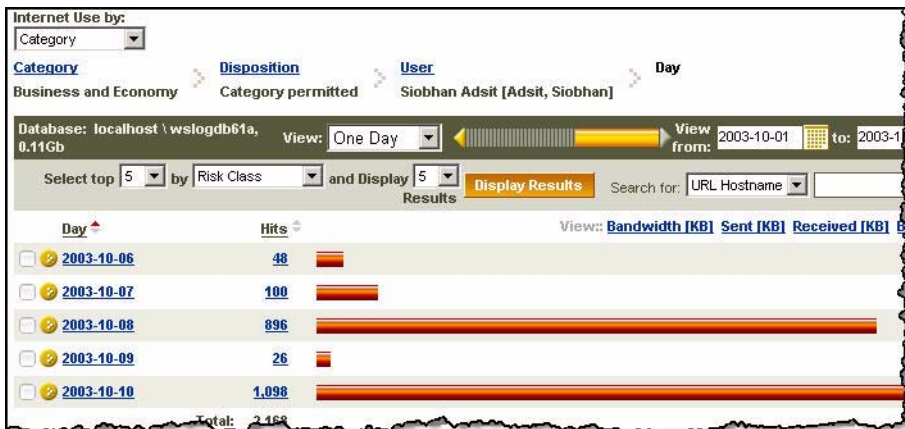 Internet Use by:
Category
Category Disposition User Day
Business and Economy Category permitted Siobhan Adsit [Adsit, Siobhan]
Database: localhost \ wslogdb61a, 0.11Gb View: One Day View from: 2003-10-01 to: 2003-1
Select top 5 by Risk Class and Display 5 Results Display Results Search for: URL Hostname
Day Hits View:: Bandwidth [KB] Sent [KB] Received [KB]
2003-10-06 48
2003-10-07 100
2003-10-08 896
2003-10-09 26
2003-10-10 1,098
Total: 2,168